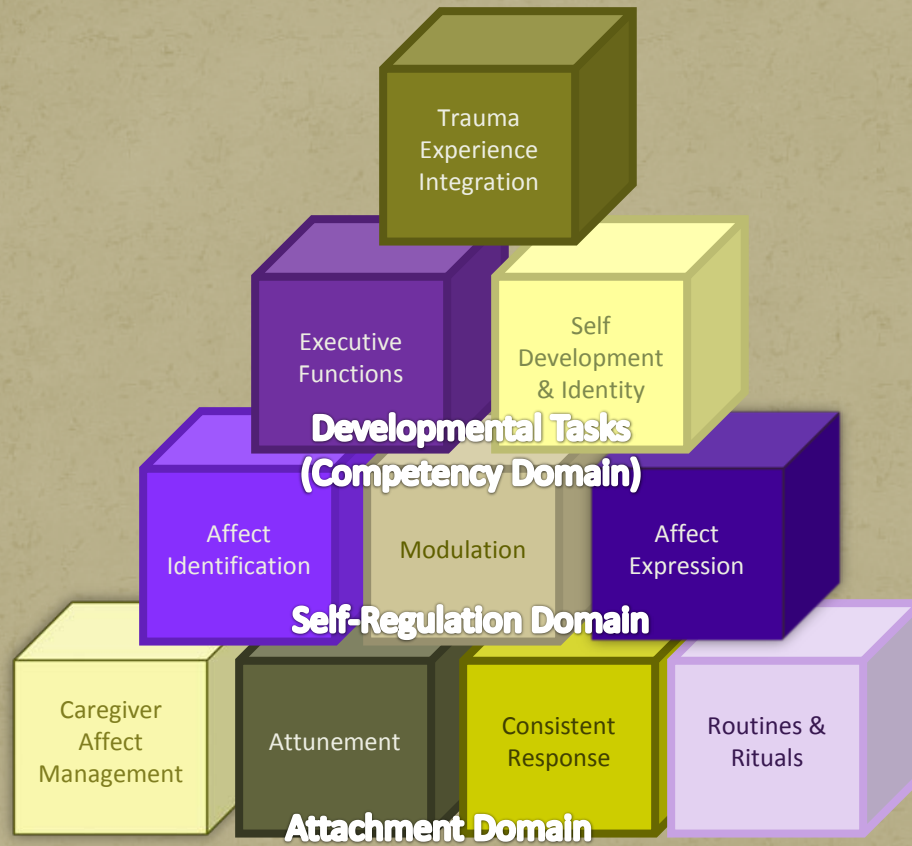 Trauma
Experience
Integration
Executive
Functions
Self
Development
& Identity
Developmental Tasks
(Competency Domain)
Affect
Identification
Modulation
Affect
Expression
Self-Regulation Domain
Caregiver
Affect
Management
Attunement
Consistent
Response
Routines &
Rituals
Attachment Domain